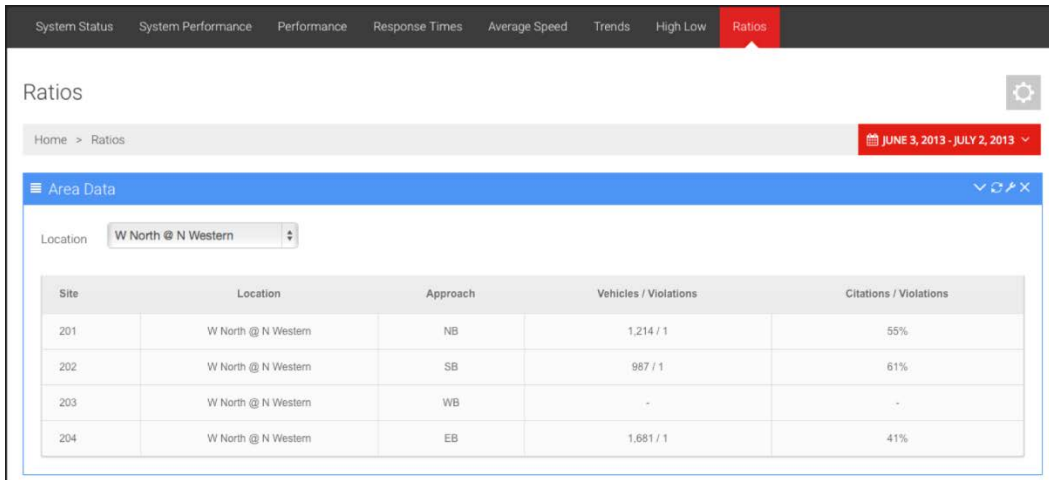 System Status System Performance Performance Response Times Average Speed Trends High Low Ratios
Ratios
Home > Ratios JUNE 3, 2013 - JULY 2, 2013
Area Data
Location W North @ N Western
Site Location Approach Vehicles / Violations Citations / Violations
201 W North @ N Western NB 1,214 / 1 55%
202 W North @ N Western SB 987 / 1 61%
203 W North @ N Western WB - -
204 W North @ N Western EB 1,681 / 1 41%